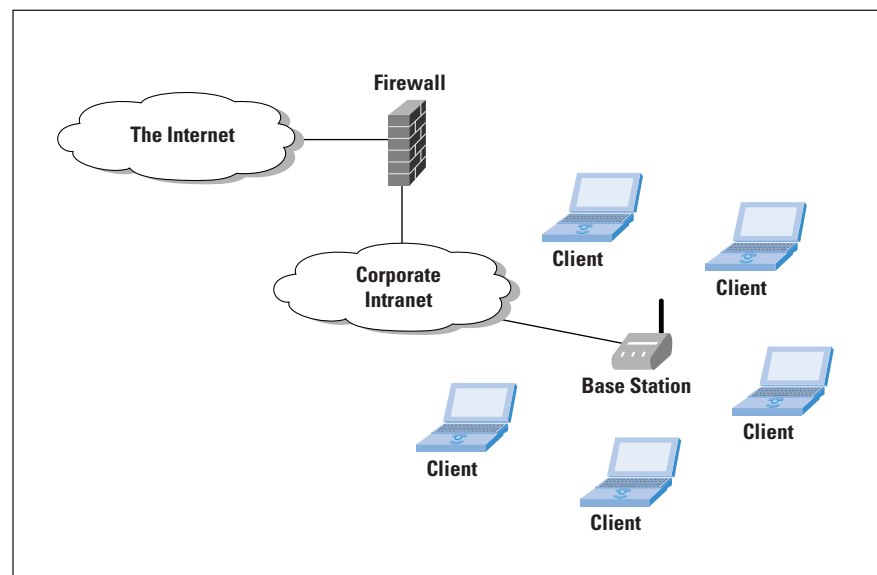 Firewall
The Internet
Client
Client
Corporate
Intranet
Base Station
Client
Client
Client